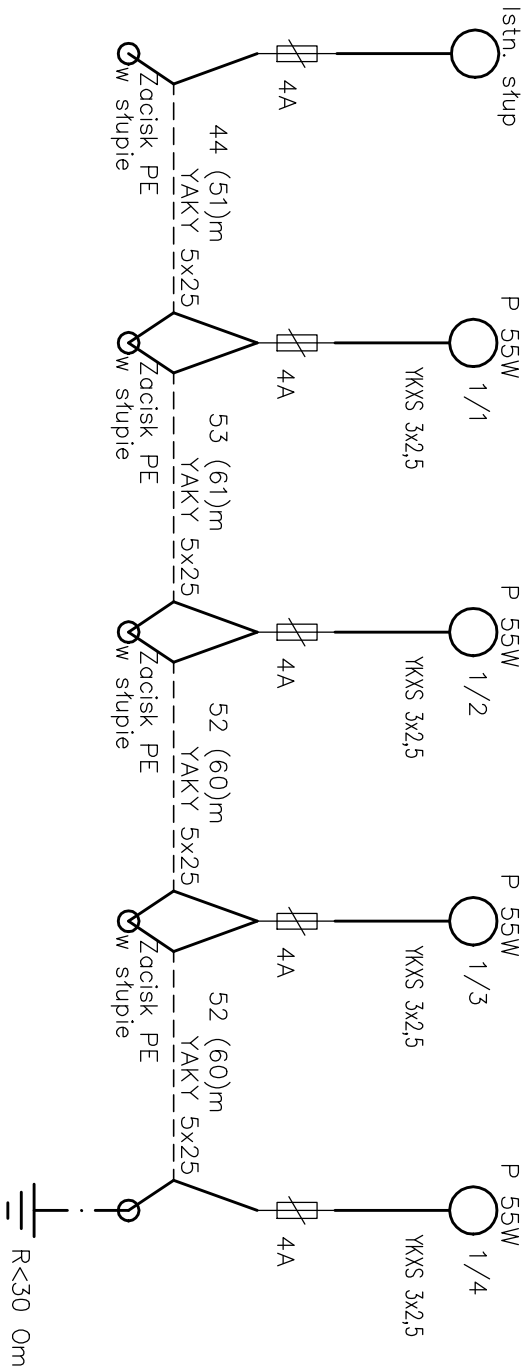 Istn. słup
4A
Zacisk PE
w słupie
44 (51)m
YAKY 5x25
P 55W
1/1
YKXS 3x2,5
4A
Zacisk PE
w słupie
53 (61)m
YAKY 5x25
P 55W
1/2
YKXS 3x2,5
4A
Zacisk PE
w słupie
52 (60)m
YAKY 5x25
P 55W
1/3
YKXS 3x2,5
4A
Zacisk PE
w słupie
52 (60)m
YAKY 5x25
P 55W
1/4
YKXS 3x2,5
4A
R<30 Om